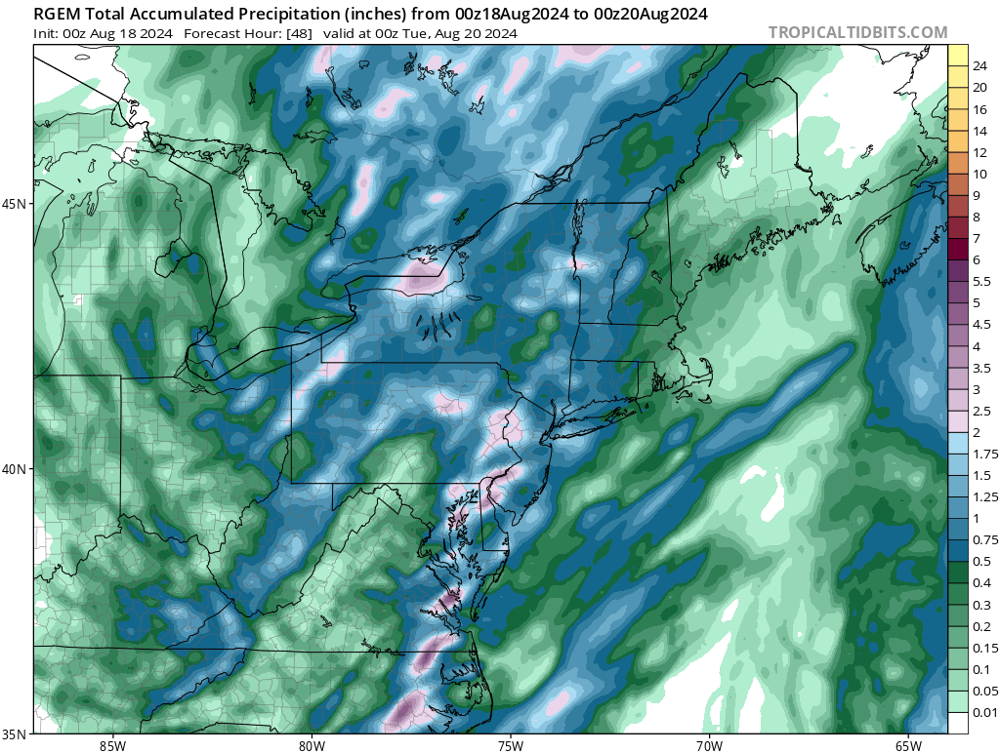 RGEM Total Accumulated Precipitation (inches) from 00z18Aug2024 to 00z20Aug2024
Init: 00z Aug 18 2024 Forecast Hour: [48] valid at 00z Tue, Aug 20 2024
TROPICALTIDBITS.COM
45N
40N
35N
85W
80W
75W
70W
65W
24
20
16
14
12
10
9
8
7
6
5.5
5
4.5
4
3.5
3
2.5
2
1.75
1.5
1.25
1
0.75
0.5
0.4
0.3
0.2
0.15
0.1
0.05
0.01